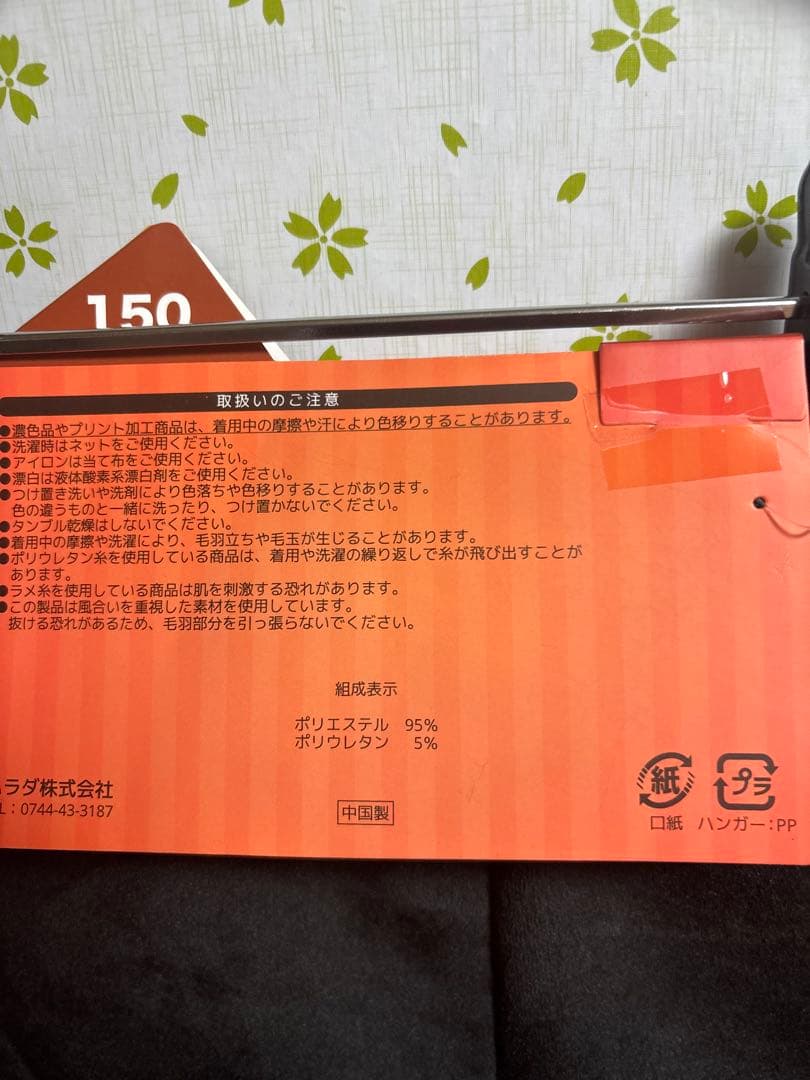 150
取扱いのご注意
●濃色品やプリント加工商品は、着用中の摩擦や汗により色移りすることがあります。
●洗濯時はネットをご使用ください。
●アイロンは当て布をご使用ください。
●漂白は液体酸素系漂白剤をご使用ください。
●つけ置き洗いや洗剤により色落ちや色移りすることがあります。
色の違うものと一緒に洗ったり、つけ置かないでください。
●タンブル乾燥はしないでください。
●着用中の摩擦や洗濯により、毛羽立ちや毛玉が生じることがあります。
●ポリウレタン糸を使用している商品は、着用や洗濯の繰り返しで糸が飛び出すことが
あります。
●ラメ糸を使用している商品は肌を刺激する恐れがあります。
●この製品は風合いを重視した素材を使用しています。
抜ける恐れがあるため、毛羽部分を引っ張らないでください。
組成表示
ポリエステル 95%
ポリウレタン 5%
ラダ株式会社
L：0744-43-3187
中国製
紙 プラ
口紙 ハンガー：PP